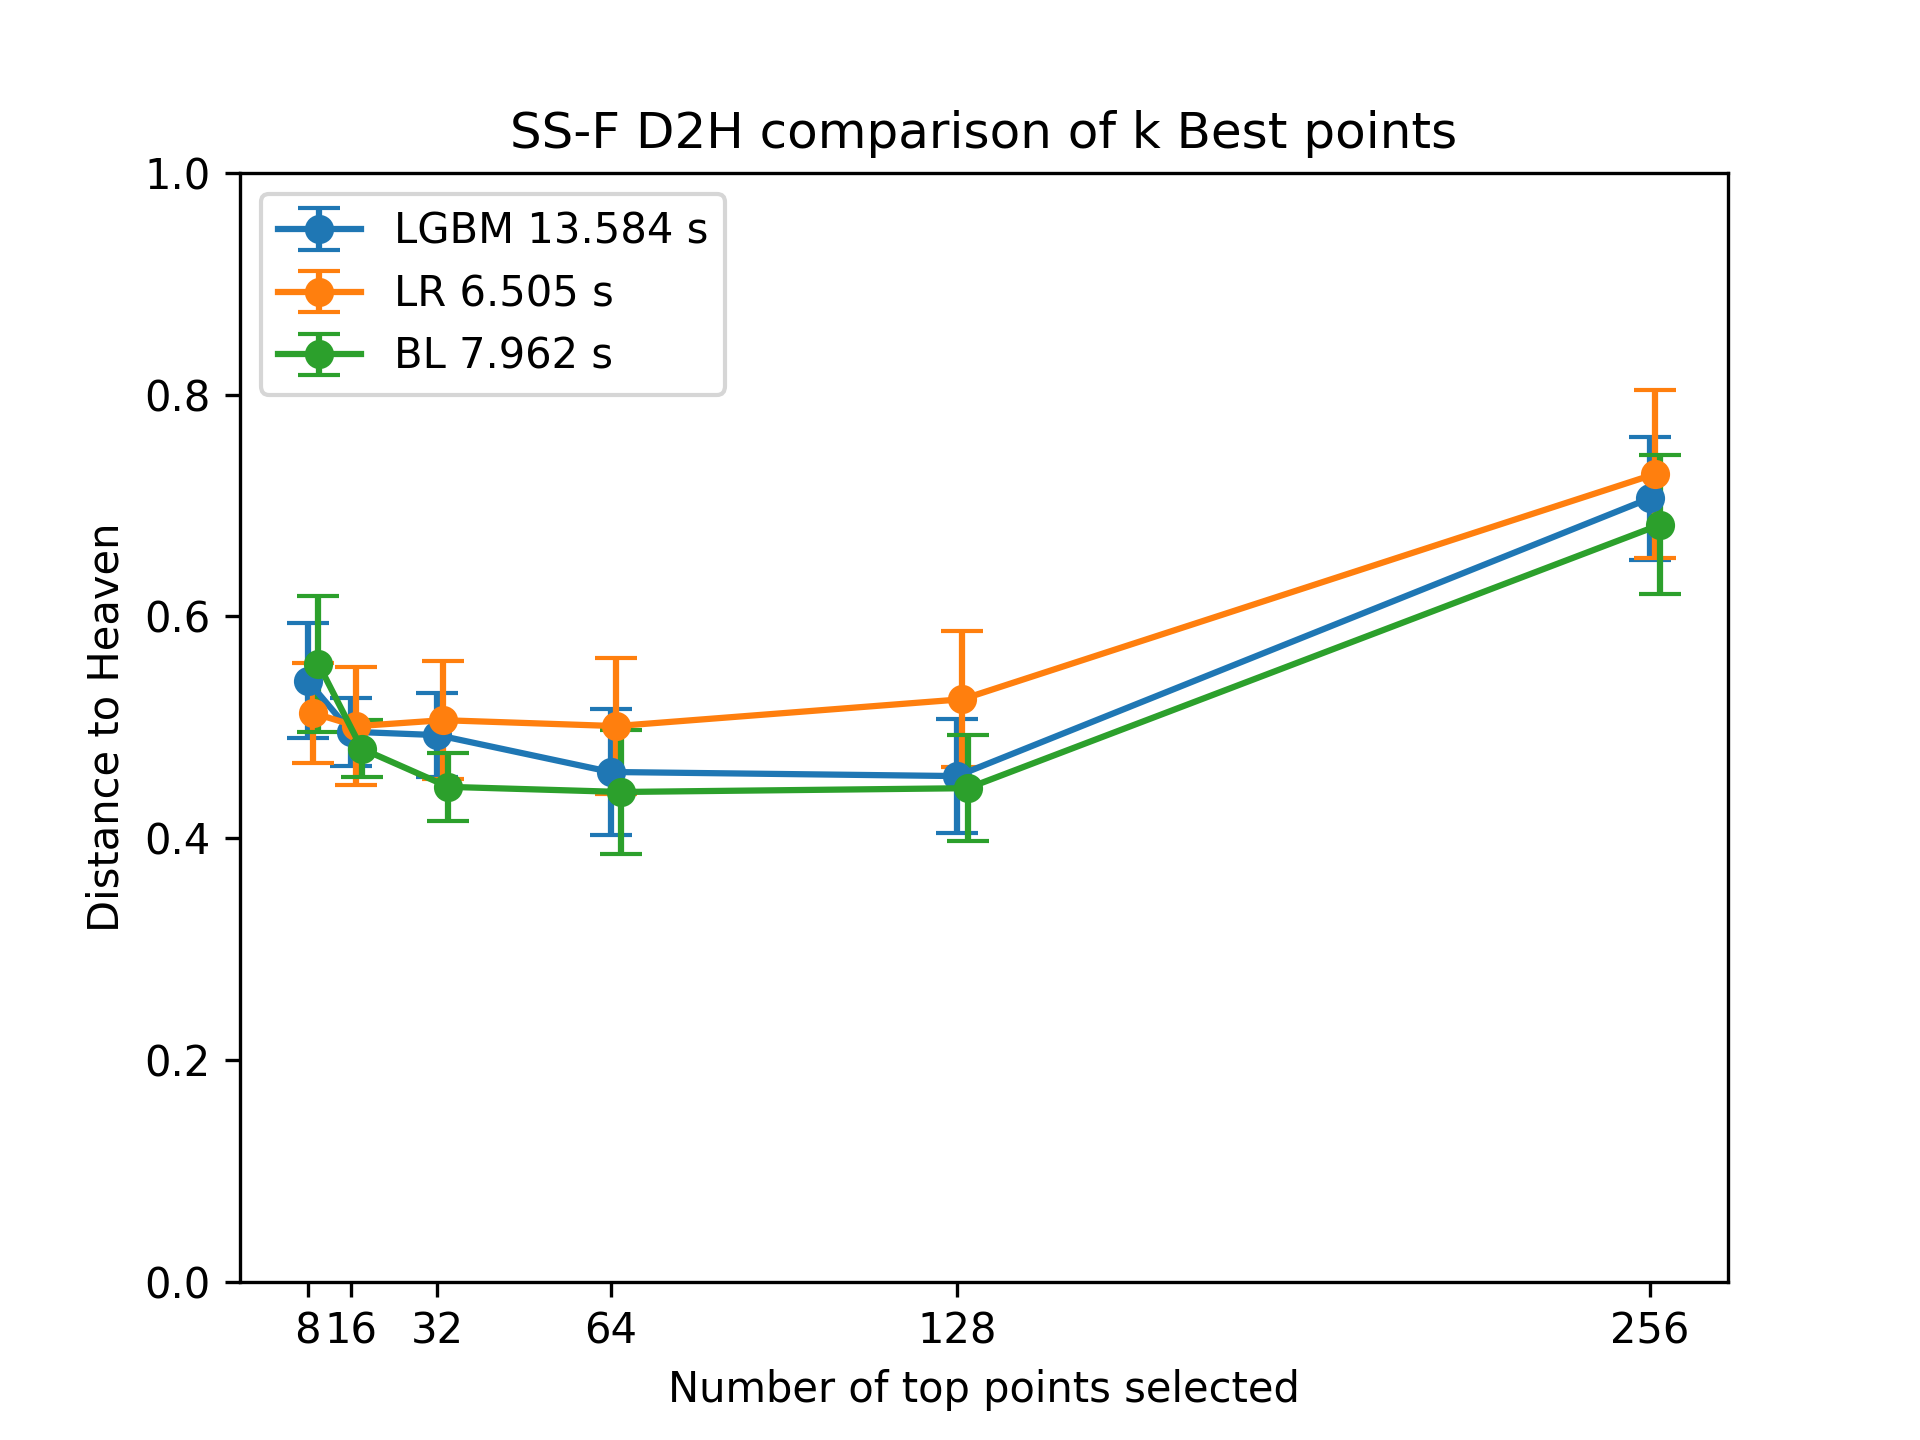 SS-F D2H comparison of k Best points
1.0
0.8
0.6
0.4
0.2
0.0
Distance to Heaven
LGBM 13.584 s
LR 6.505 s
BL 7.962 s
8 16 32 64 128 256
Number of top points selected